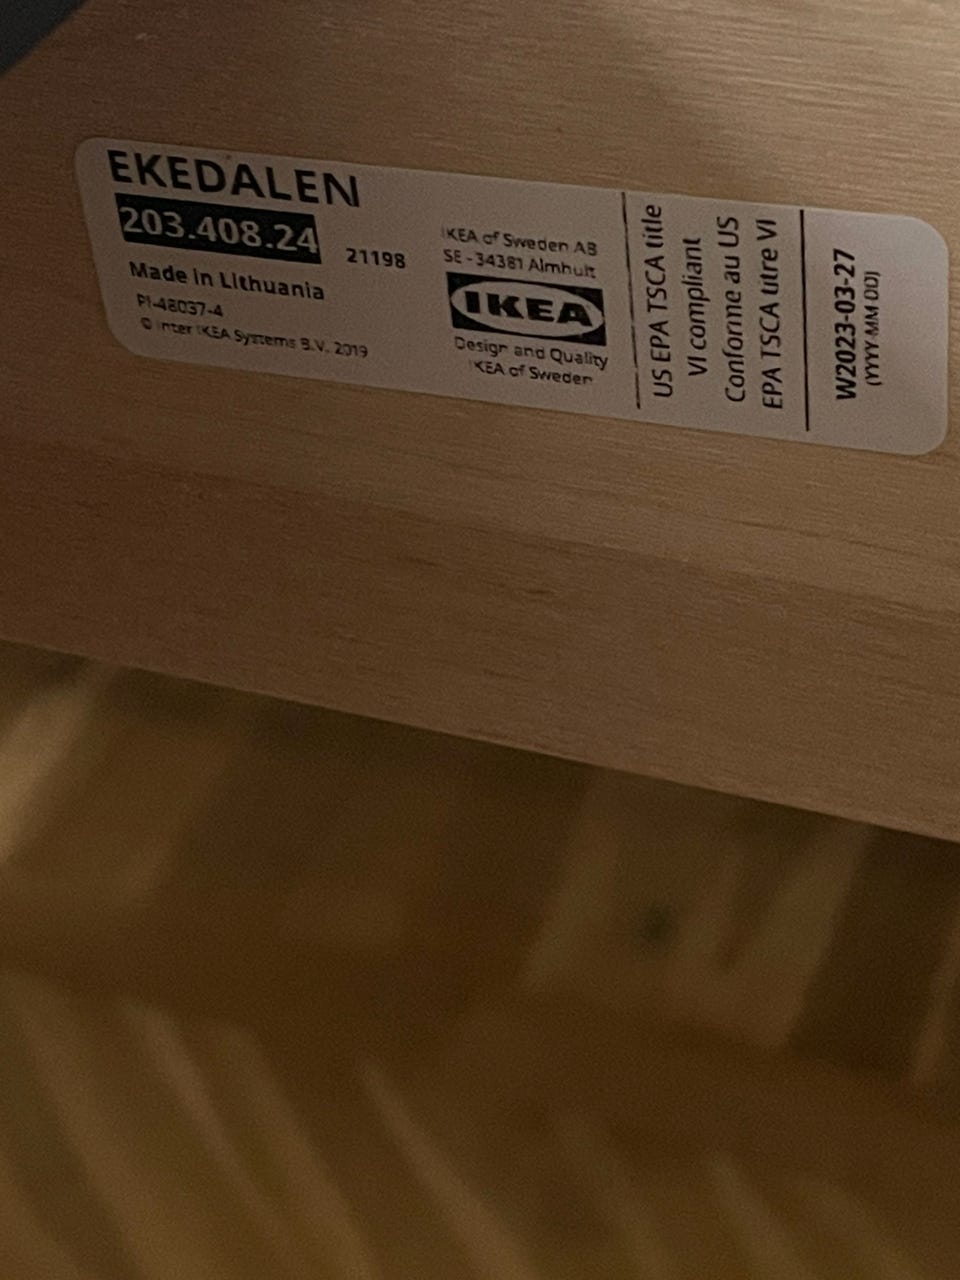 EKEDALEN
203.408.24
21198
Made in Lithuania
PI-48037-4
© Inter IKEA Systems B.V. 2019
IKEA of Sweden AB
SE - 34381 Älmhult
IKEA
Design and Quality
IKEA of Sweden
US EPA TSCA title
VI compliant
Conforme au US
EPA TSCA titre VI
W2023-03-27
(YYYY-MM-DD)